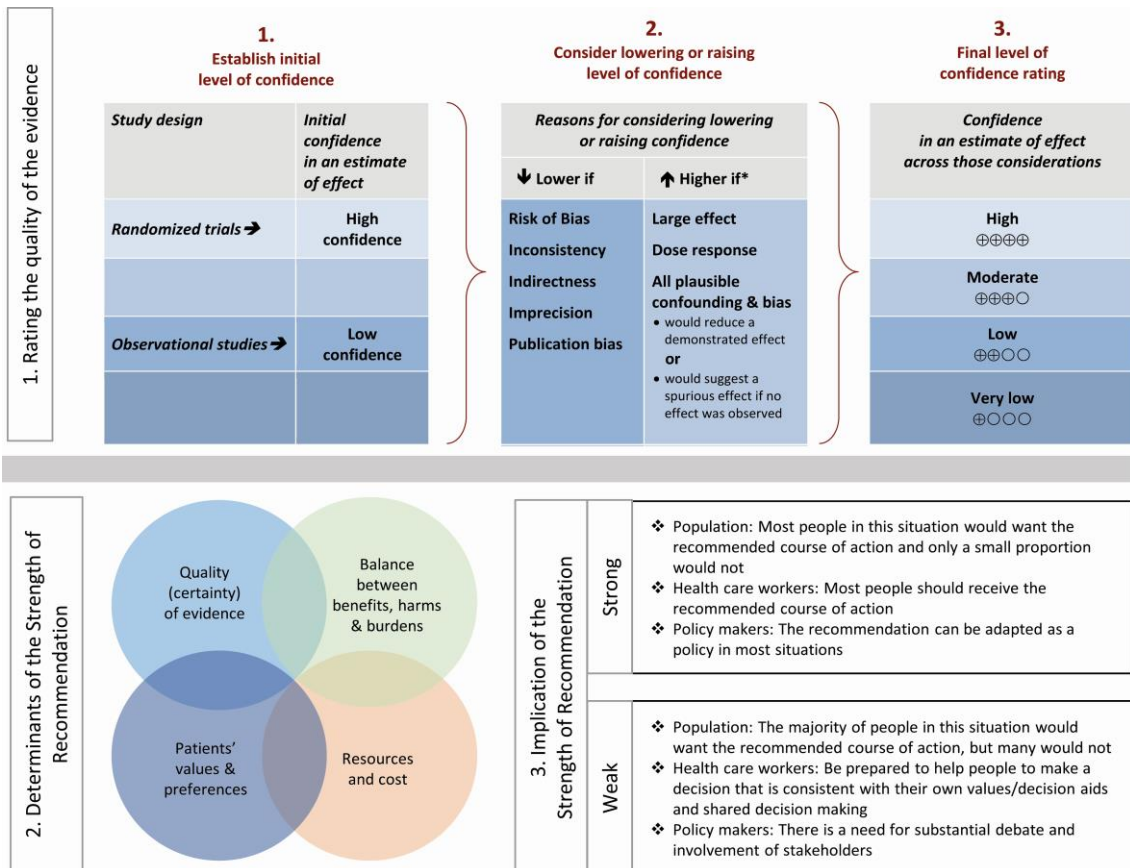 1. Rating the quality of the evidence
1.
Establish initial
level of confidence
Study design
Initial
confidence
in an estimate
of effect
Randomized trials ➔
High
confidence
Observational studies ➔
Low
confidence
2.
Consider lowering or raising
level of confidence
Reasons for considering lowering
or raising confidence
🡻 Lower if
🡹 Higher if*
Risk of Bias
Inconsistency
Indirectness
Imprecision
Publication bias
Large effect
Dose response
All plausible
confounding & bias
• would reduce a
demonstrated effect
or
• would suggest a
spurious effect if no
effect was observed
3.
Final level of
confidence rating
Confidence
in an estimate of effect
across those considerations
High
⊕⊕⊕⊕
Moderate
⊕⊕⊕○
Low
⊕⊕○○
Very low
⊕○○○
2. Determinants of the Strength of
Recommendation
Quality
(certainty)
of evidence
Balance
between
benefits, harms
& burdens
Patients’
values &
preferences
Resources
and cost
3. Implication of the
Strength of Recommendation
Strong
❖ Population: Most people in this situation would want the
recommended course of action and only a small proportion
would not
❖ Health care workers: Most people should receive the
recommended course of action
❖ Policy makers: The recommendation can be adapted as a
policy in most situations
Weak
❖ Population: The majority of people in this situation would
want the recommended course of action, but many would not
❖ Health care workers: Be prepared to help people to make a
decision that is consistent with their own values/decision aids
and shared decision making
❖ Policy makers: There is a need for substantial debate and
involvement of stakeholders